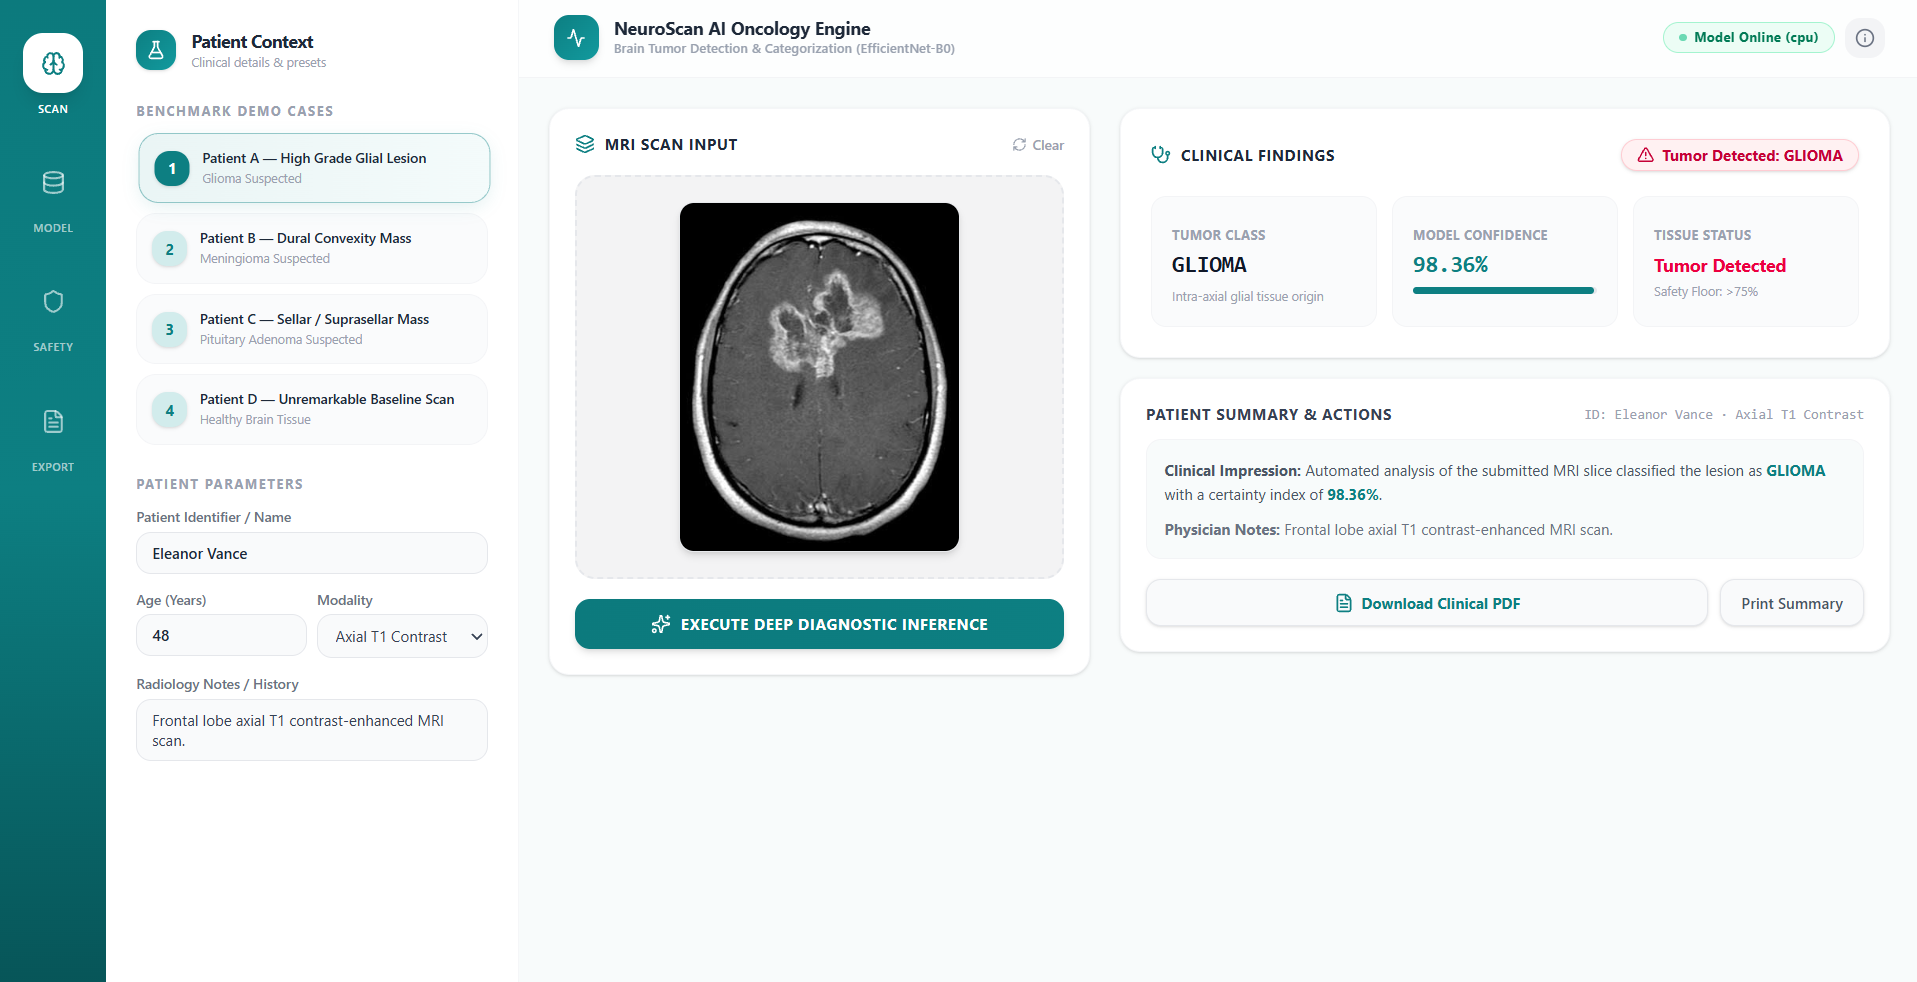 SCAN
MODEL
SAFETY
EXPORT
Patient Context
Clinical details & presets
BENCHMARK DEMO CASES
1
Patient A — High Grade Glial Lesion
Glioma Suspected
2
Patient B — Dural Convexity Mass
Meningioma Suspected
3
Patient C — Sellar / Suprasellar Mass
Pituitary Adenoma Suspected
4
Patient D — Unremarkable Baseline Scan
Healthy Brain Tissue
PATIENT PARAMETERS
Patient Identifier / Name
Eleanor Vance
Age (Years)
Modality
48
Axial T1 Contrast
Radiology Notes / History
Frontal lobe axial T1 contrast-enhanced MRI
scan.
NeuroScan AI Oncology Engine
Brain Tumor Detection & Categorization (EfficientNet-B0)
Model Online (cpu)
MRI SCAN INPUT
Clear
EXECUTE DEEP DIAGNOSTIC INFERENCE
CLINICAL FINDINGS
Tumor Detected: GLIOMA
TUMOR CLASS
GLIOMA
Intra-axial glial tissue origin
MODEL CONFIDENCE
98.36%
TISSUE STATUS
Tumor Detected
Safety Floor: >75%
PATIENT SUMMARY & ACTIONS
ID: Eleanor Vance · Axial T1 Contrast
Clinical Impression: Automated analysis of the submitted MRI slice classified the lesion as GLIOMA
with a certainty index of 98.36%.
Physician Notes: Frontal lobe axial T1 contrast-enhanced MRI scan.
Download Clinical PDF
Print Summary